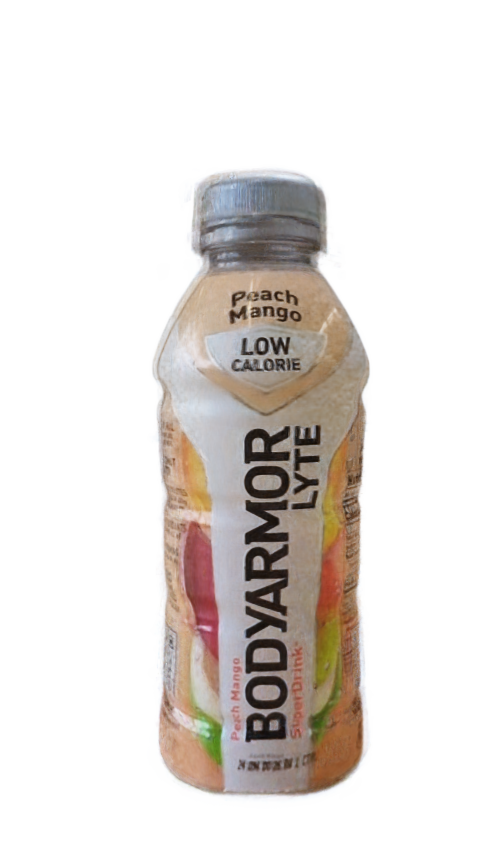 Peach
Mango
LOW
CALORIE
BODYARMOR
LYTE
Peach Mango
SuperDrink